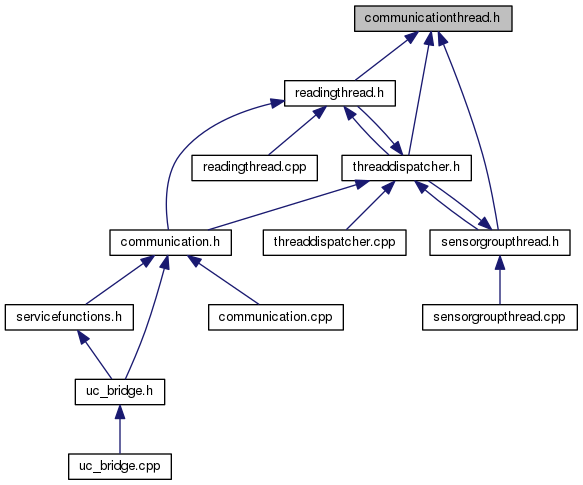 communicationthread.h
readingthread.h
readingthread.cpp
threaddispatcher.h
communication.h
threaddispatcher.cpp
sensorgroupthread.h
servicefunctions.h
communication.cpp
sensorgroupthread.cpp
uc_bridge.h
uc_bridge.cpp